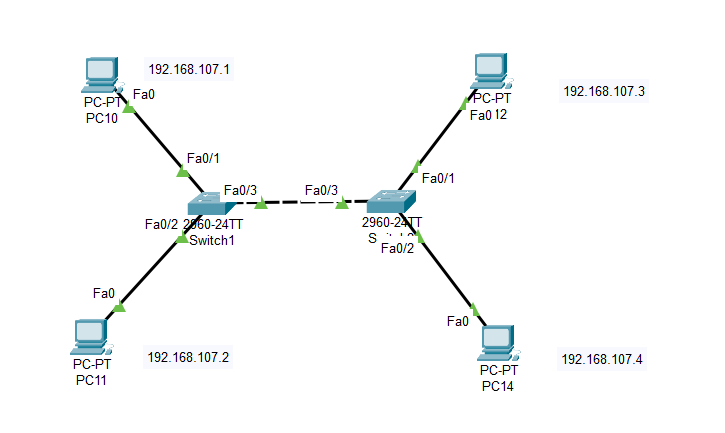 192.168.107.1
Fa0
PC-PT
PC10
192.168.107.3
PC-PT
Fa0 12
Fa0/1
Fa0/1
Fa0/3
Fa0/3
Fa0/2 2960-24TT
Switch1
2960-24TT
Fa0/2
Fa0
PC-PT
PC11
192.168.107.2
Fa0
PC-PT
PC14
192.168.107.4